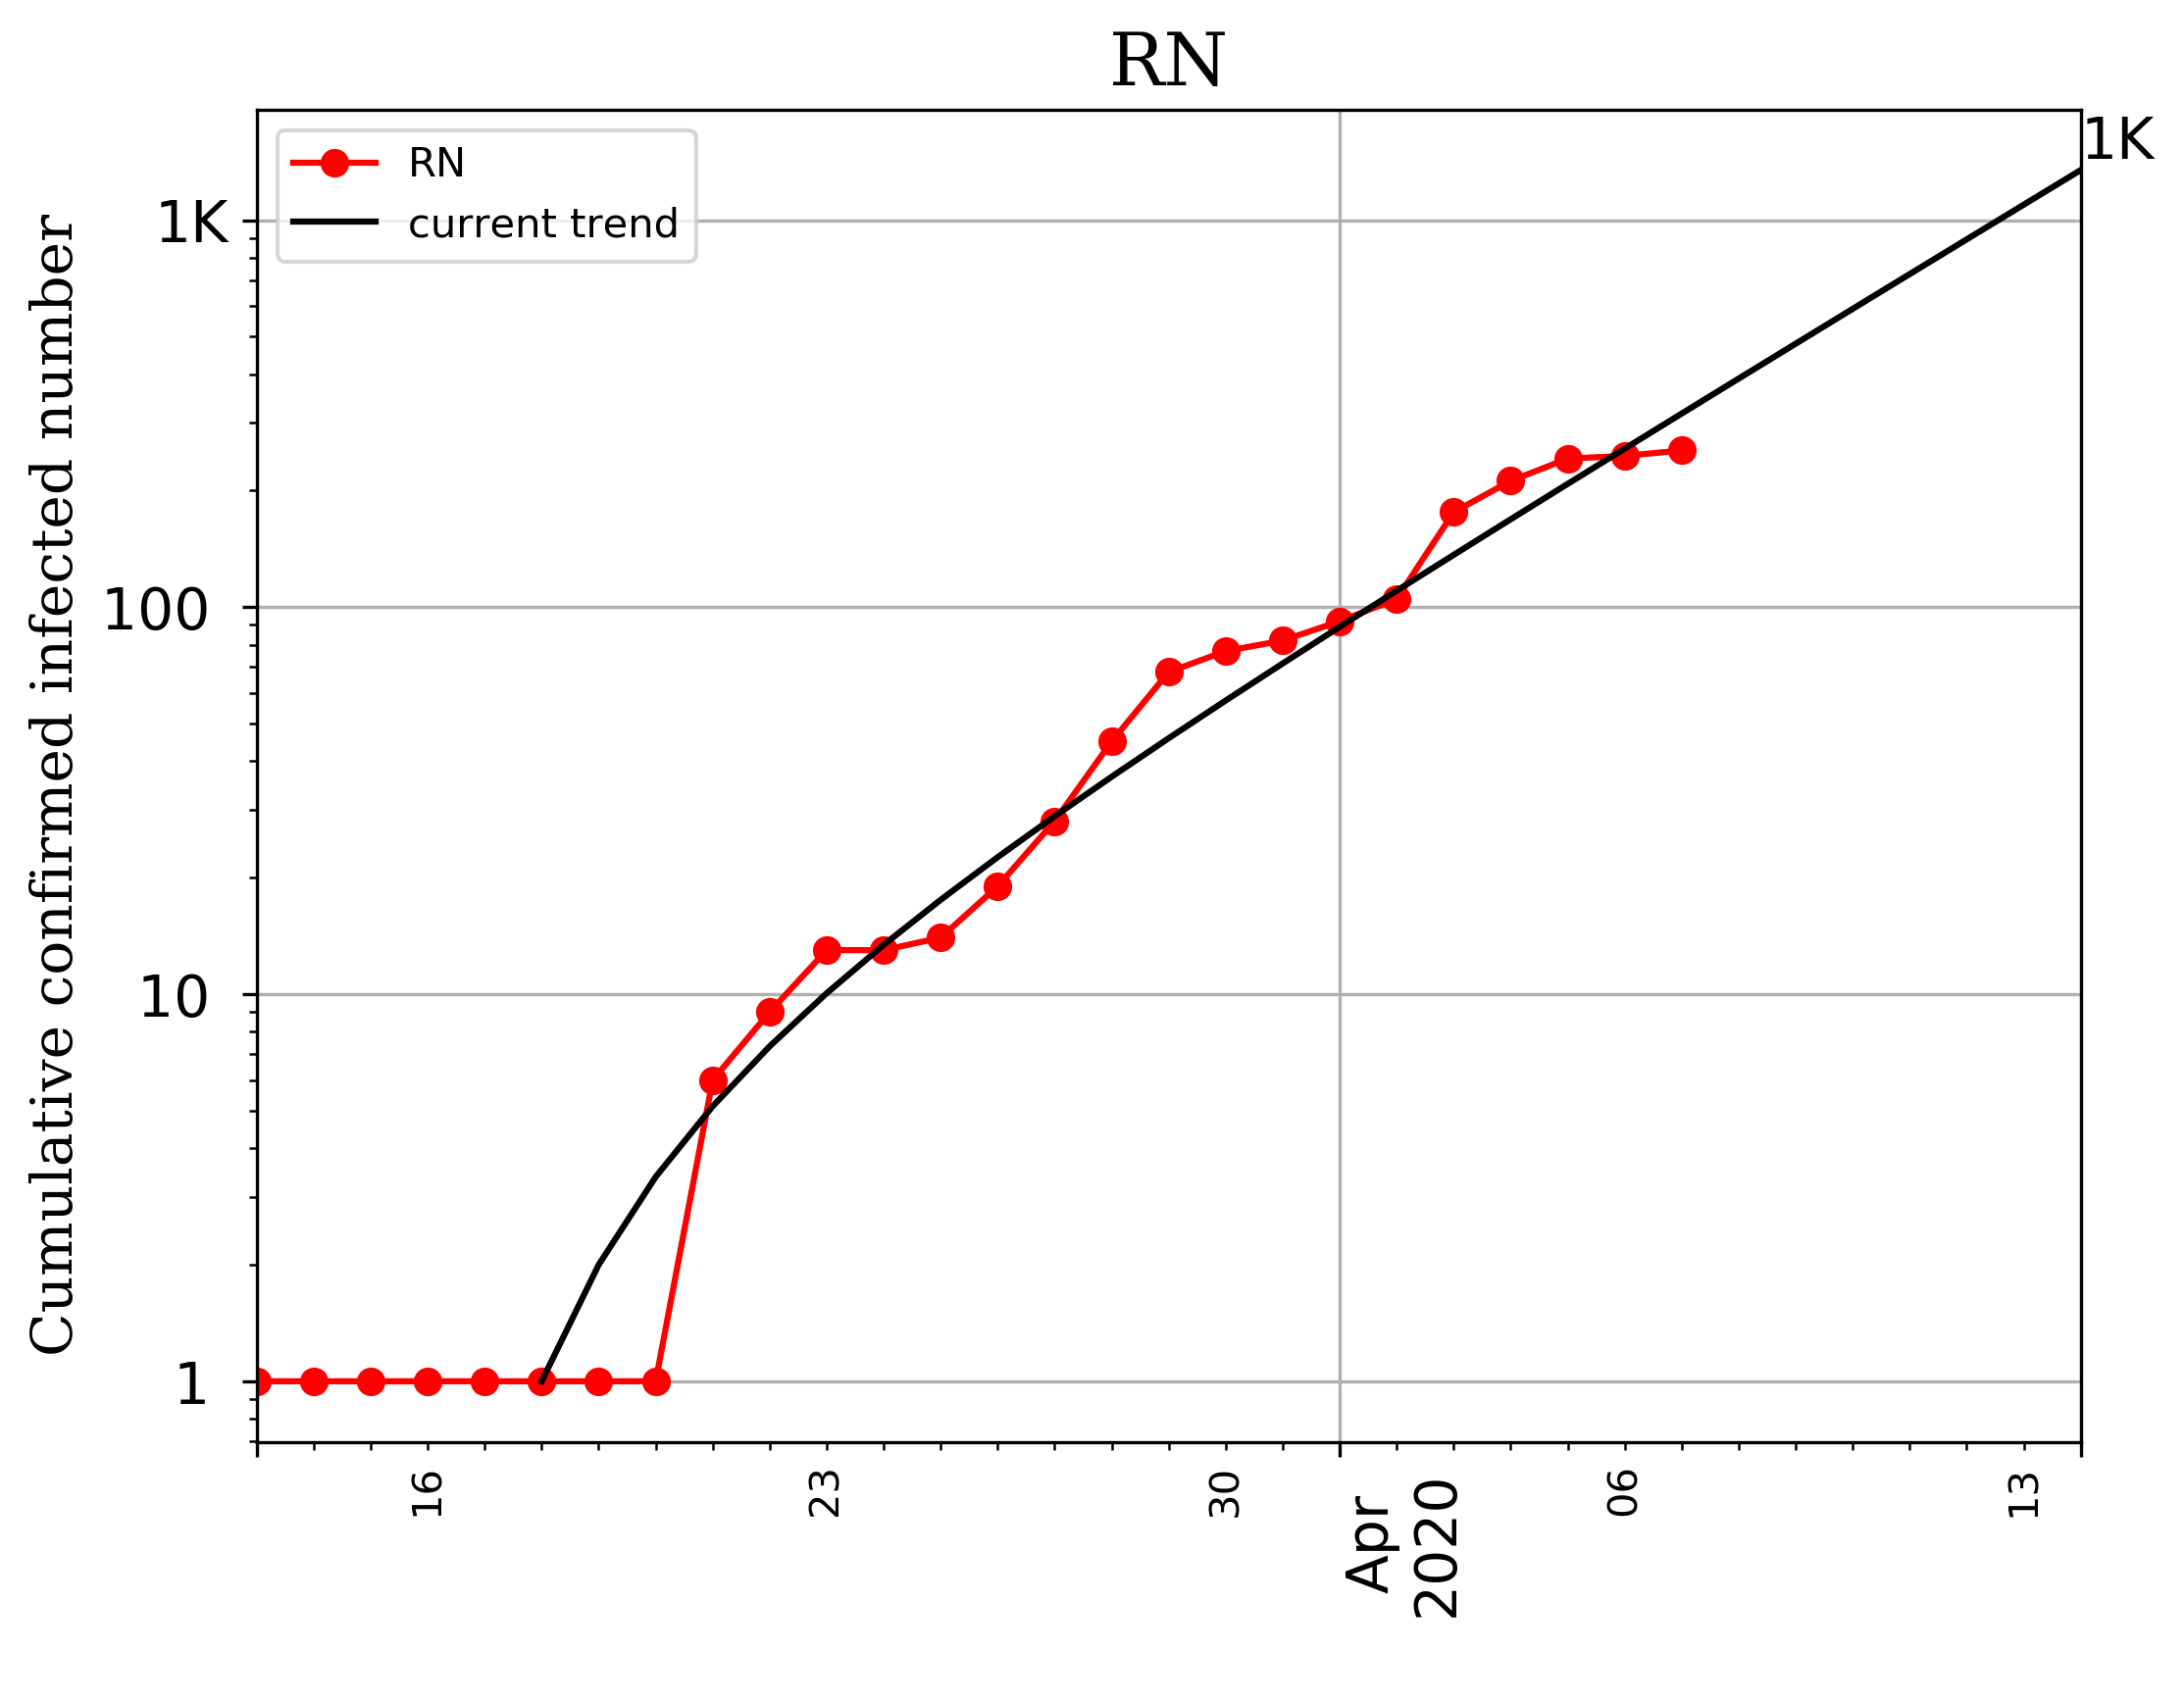 RN
1K
RN
current trend
1K
100
10
1
Cumulative confirmed infected number
16
23
30
06
13
Apr
2020